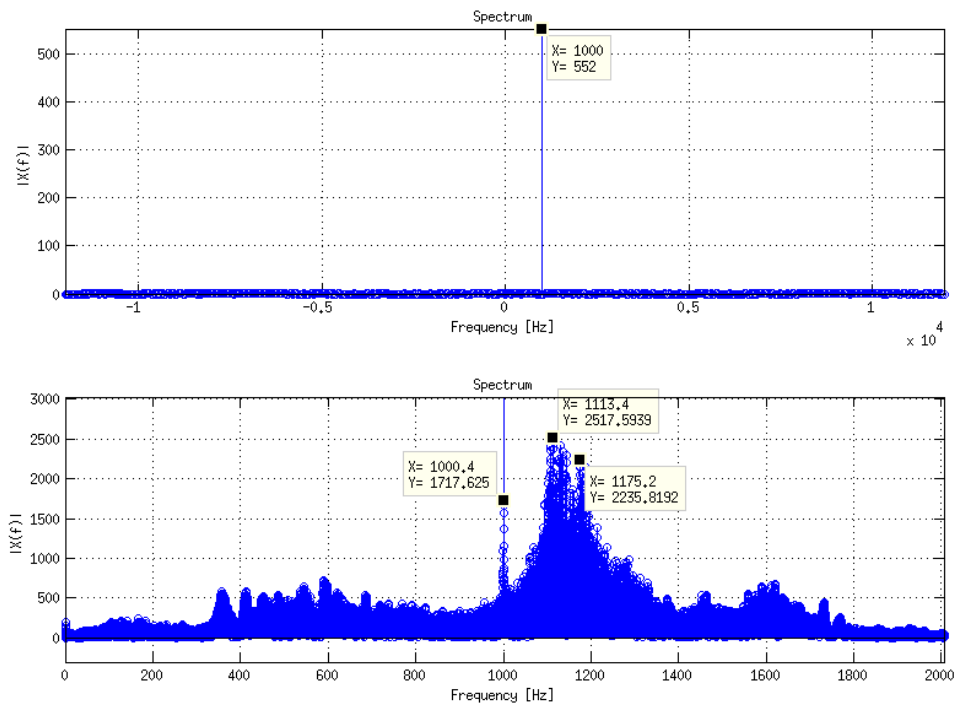 Spectrum
X= 1000
Y= 552
500
400
300
200
100
0
|X(f)|
-1 -0.5 0 0.5 1
Frequency [Hz]
x 10
4
Spectrum
X= 1113.4
Y= 2517.5939
X= 1000.4
Y= 1717.625
X= 1175.2
Y= 2235.8192
3000
2500
2000
1500
1000
500
0
|X(f)|
0 200 400 600 800 1000 1200 1400 1600 1800 2000
Frequency [Hz]